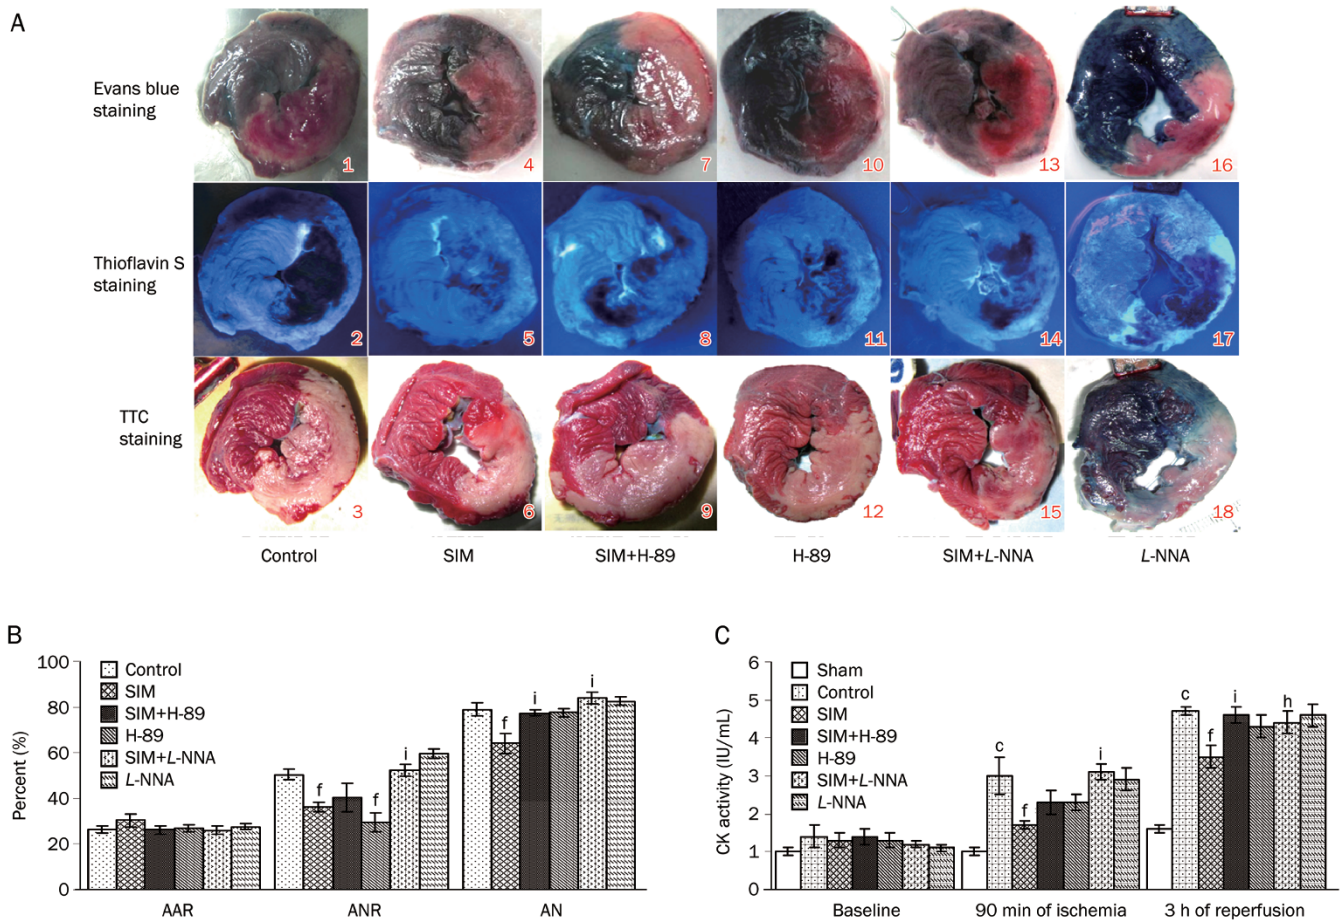 A
Evans blue
staining
1 4 7 10 13 16
Thioflavin S
staining
2 5 8 11 14 17
TTC
staining
3 6 9 12 15 18
Control SIM SIM+H-89 H-89 SIM+L-NNA L-NNA
B
100
80
60
40
20
0
Percent (%)
Control
SIM
SIM+H-89
H-89
SIM+L-NNA
L-NNA
f f i f i i
AAR ANR AN
C
6
5
4
3
2
1
0
CK activity (IU/mL)
Sham
Control
SIM
SIM+H-89
H-89
SIM+L-NNA
L-NNA
c f i c f i h
Baseline 90 min of ischemia 3 h of reperfusion